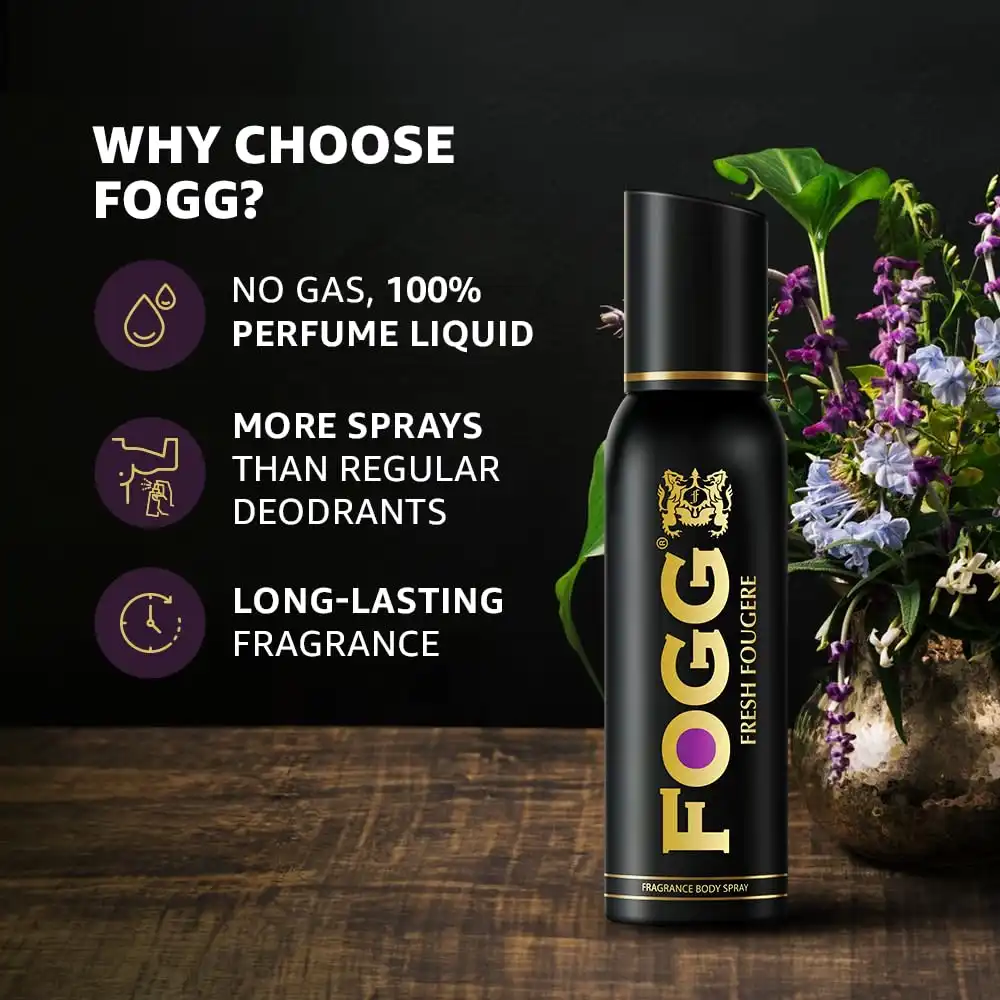 WHY CHOOSE
FOGG?
NO GAS, 100%
PERFUME LIQUID
MORE SPRAYS
THAN REGULAR
DEODRANTS
LONG-LASTING
FRAGRANCE
f
FOGG®
FRESH FOUGERE
FRAGRANCE BODY SPRAY